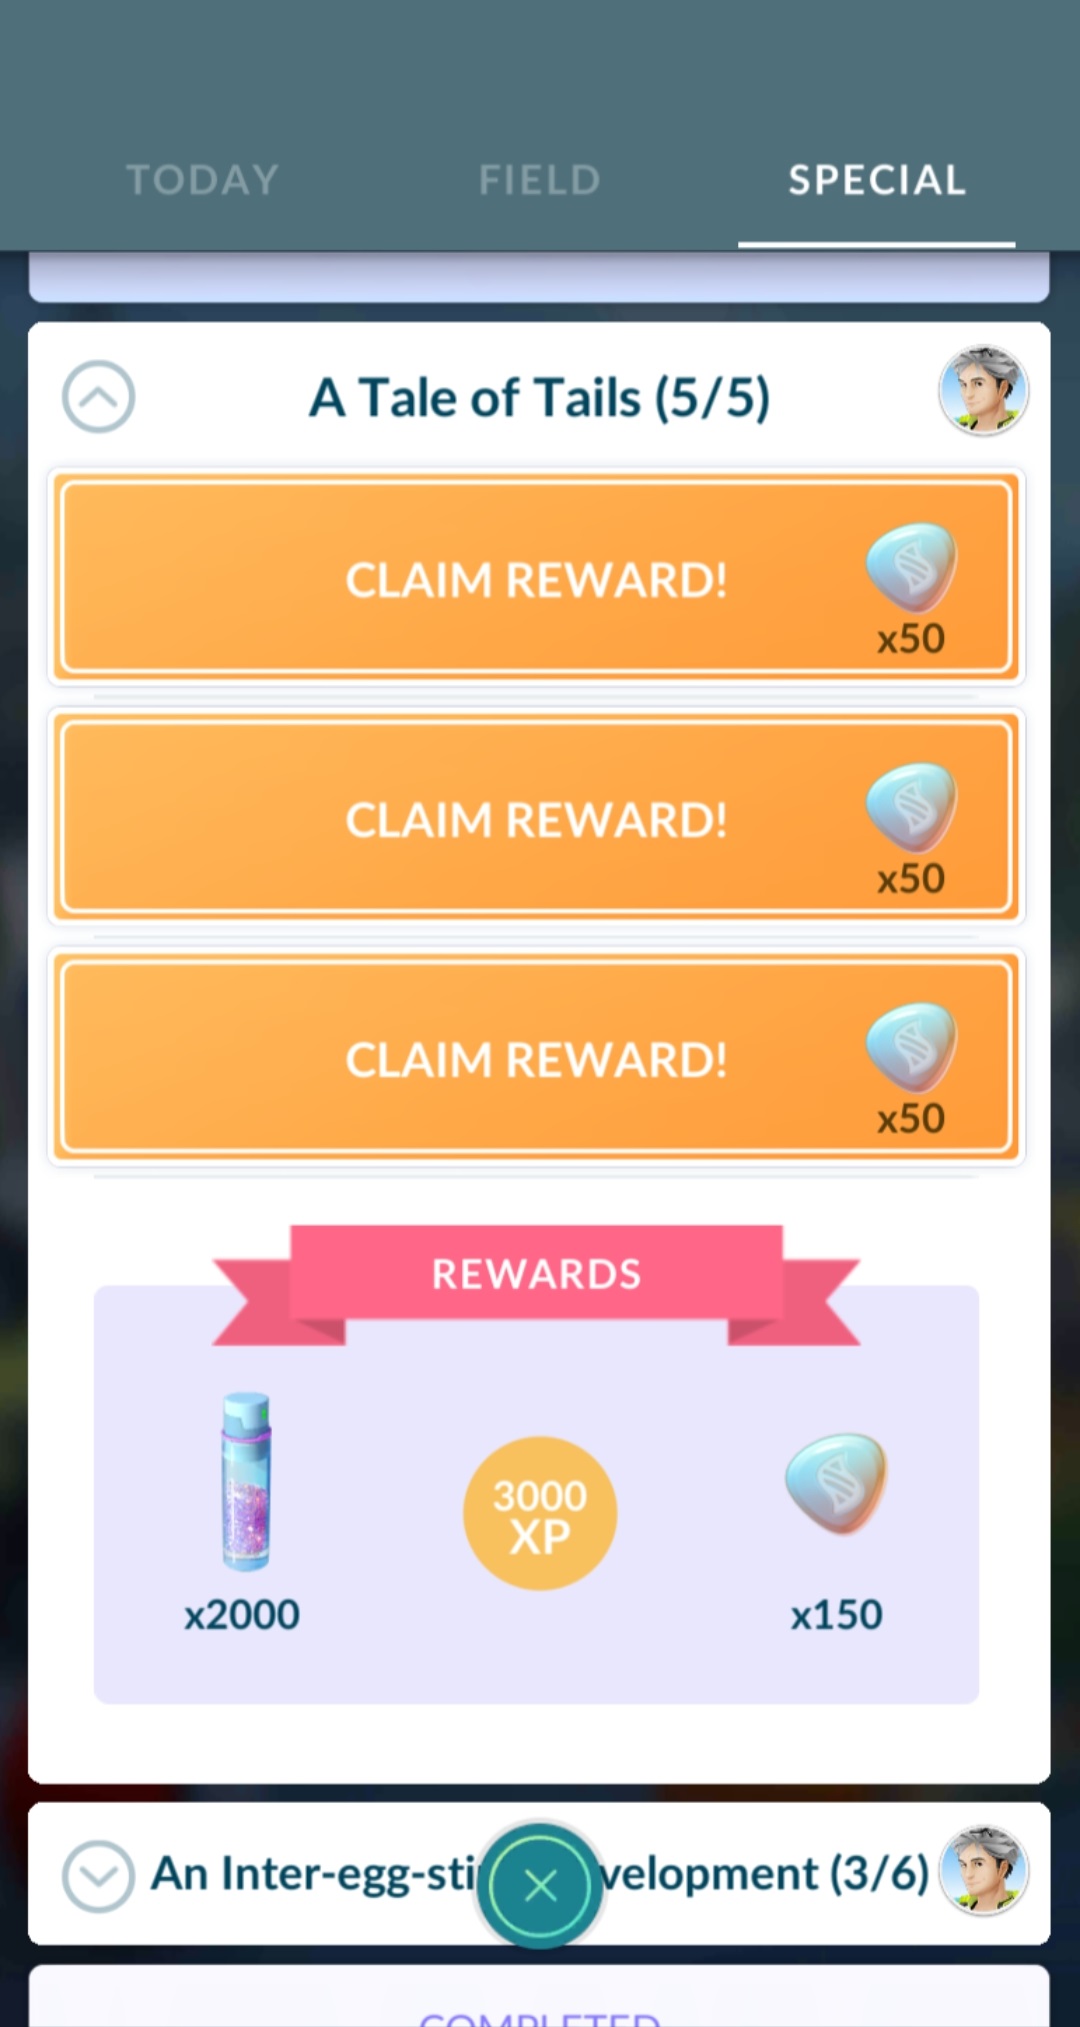 TODAY
FIELD
SPECIAL
A Tale of Tails (5/5)
CLAIM REWARD!
x50
CLAIM REWARD!
x50
CLAIM REWARD!
x50
REWARDS
3000
XP
x2000
x150
An Inter-egg-sti velopment (3/6)
COMPLETED